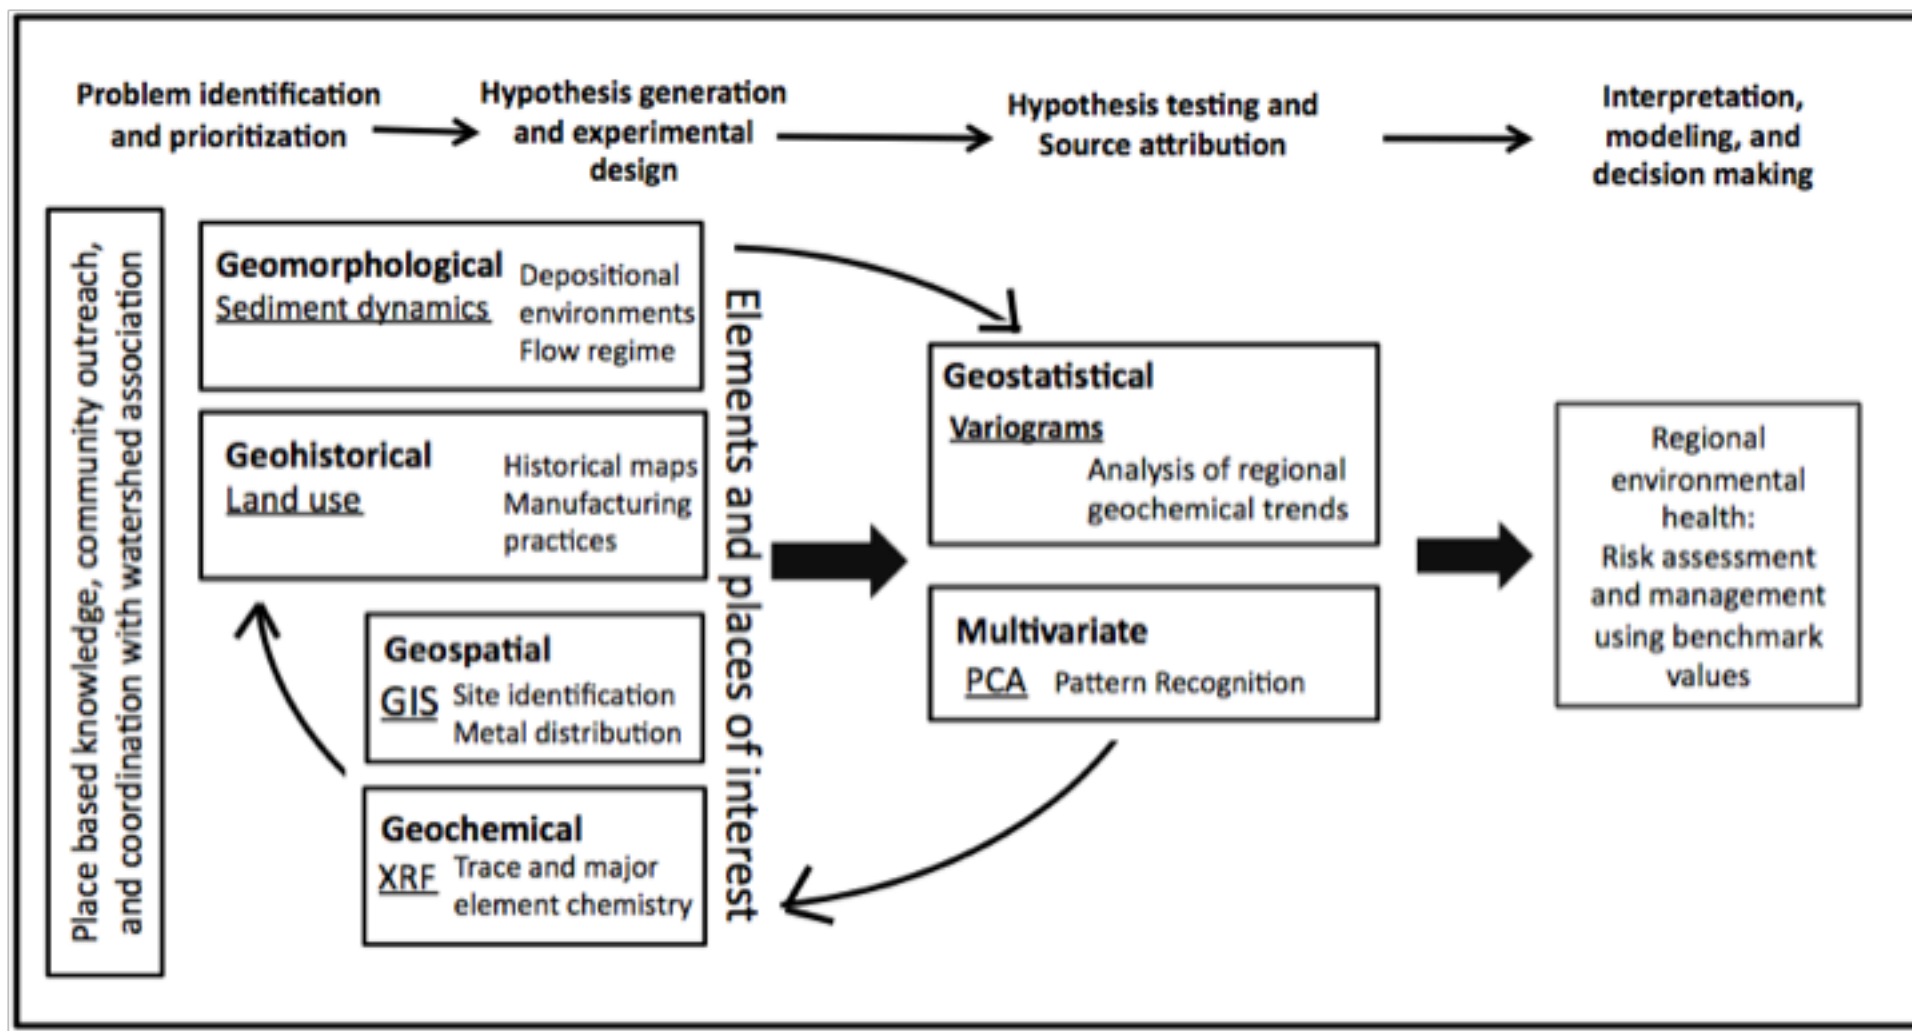 Problem identification
and prioritization
Hypothesis generation
and experimental
design
Hypothesis testing and
Source attribution
Interpretation,
modeling, and
decision making
Place based knowledge, community outreach,
and coordination with watershed association
Geomorphological
Sediment dynamics
Depositional
environments
Flow regime
Geohistorical
Land use
Historical maps
Manufacturing
practices
Geospatial
GIS
Site identification
Metal distribution
Geochemical
XRF
Trace and major
element chemistry
Elements and places of interest
Geostatistical
Variograms
Analysis of regional
geochemical trends
Multivariate
PCA
Pattern Recognition
Regional
environmental
health:
Risk assessment
and management
using benchmark
values